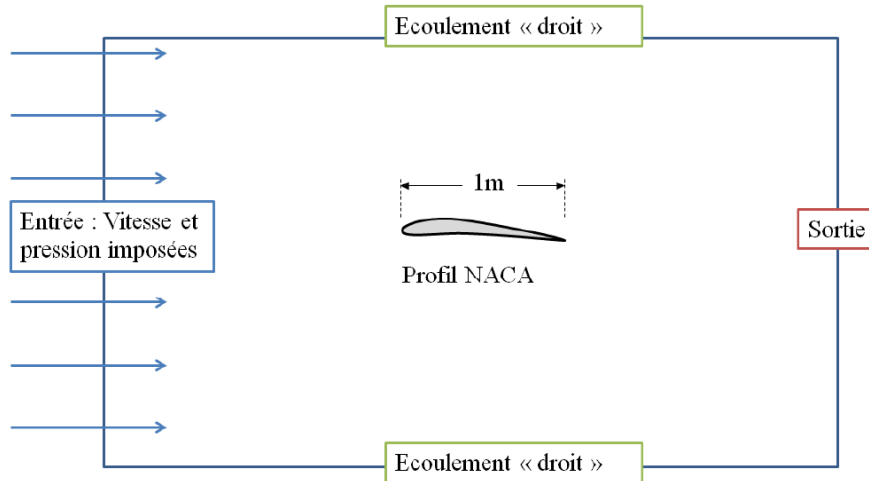 Ecoulement « droit »
1m
Entrée : Vitesse et
pression imposées
Sortie
Profil NACA
Ecoulement « droit »